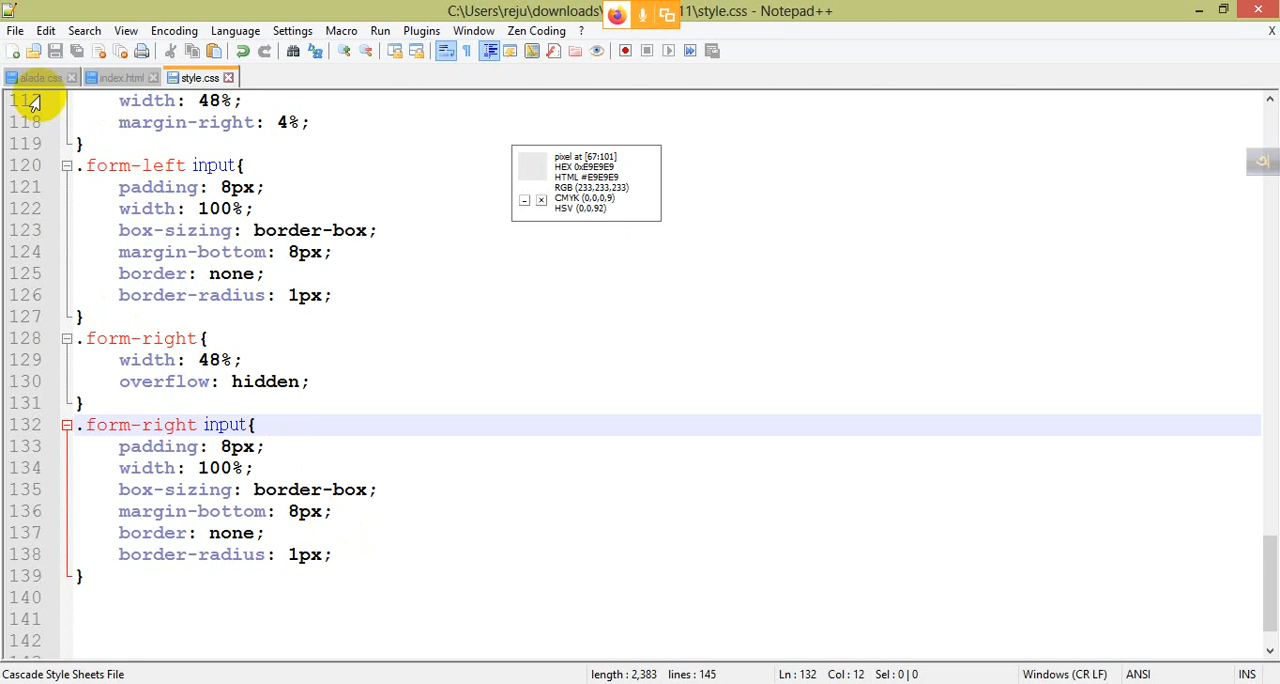 C:\Users\reju\downloads\ 11\style.css - Notepad++
File Edit Search View Encoding Language Settings Macro Run Plugins Window Zen Coding ? X
alada.css index.html style.css
117 width: 48%;
118 margin-right: 4%;
119 }
120 .form-left input{
121 padding: 8px;
122 width: 100%;
123 box-sizing: border-box;
124 margin-bottom: 8px;
125 border: none;
126 border-radius: 1px;
127 }
128 .form-right{
129 width: 48%;
130 overflow: hidden;
131 }
132 .form-right input{
133 padding: 8px;
134 width: 100%;
135 box-sizing: border-box;
136 margin-bottom: 8px;
137 border: none;
138 border-radius: 1px;
139 }
140
141
142
pixel at [67:101]
HEX 0xE9E9E9
HTML #E9E9E9
RGB (233,233,233)
CMYK (0,0,0,9)
HSV (0,0,92)
অ
Cascade Style Sheets File length : 2,383 lines : 145 Ln : 132 Col : 12 Sel : 0 | 0 Windows (CR LF) ANSI INS